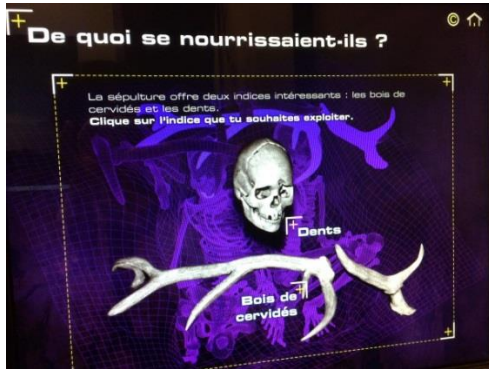 ©
De quoi se nourrissaient-ils ?
La sépulture offre deux indices intéressants : les bois de
cervidés et les dents.
Clique sur l'indice que tu souhaites exploiter.
Dents
Bois de
cervidés